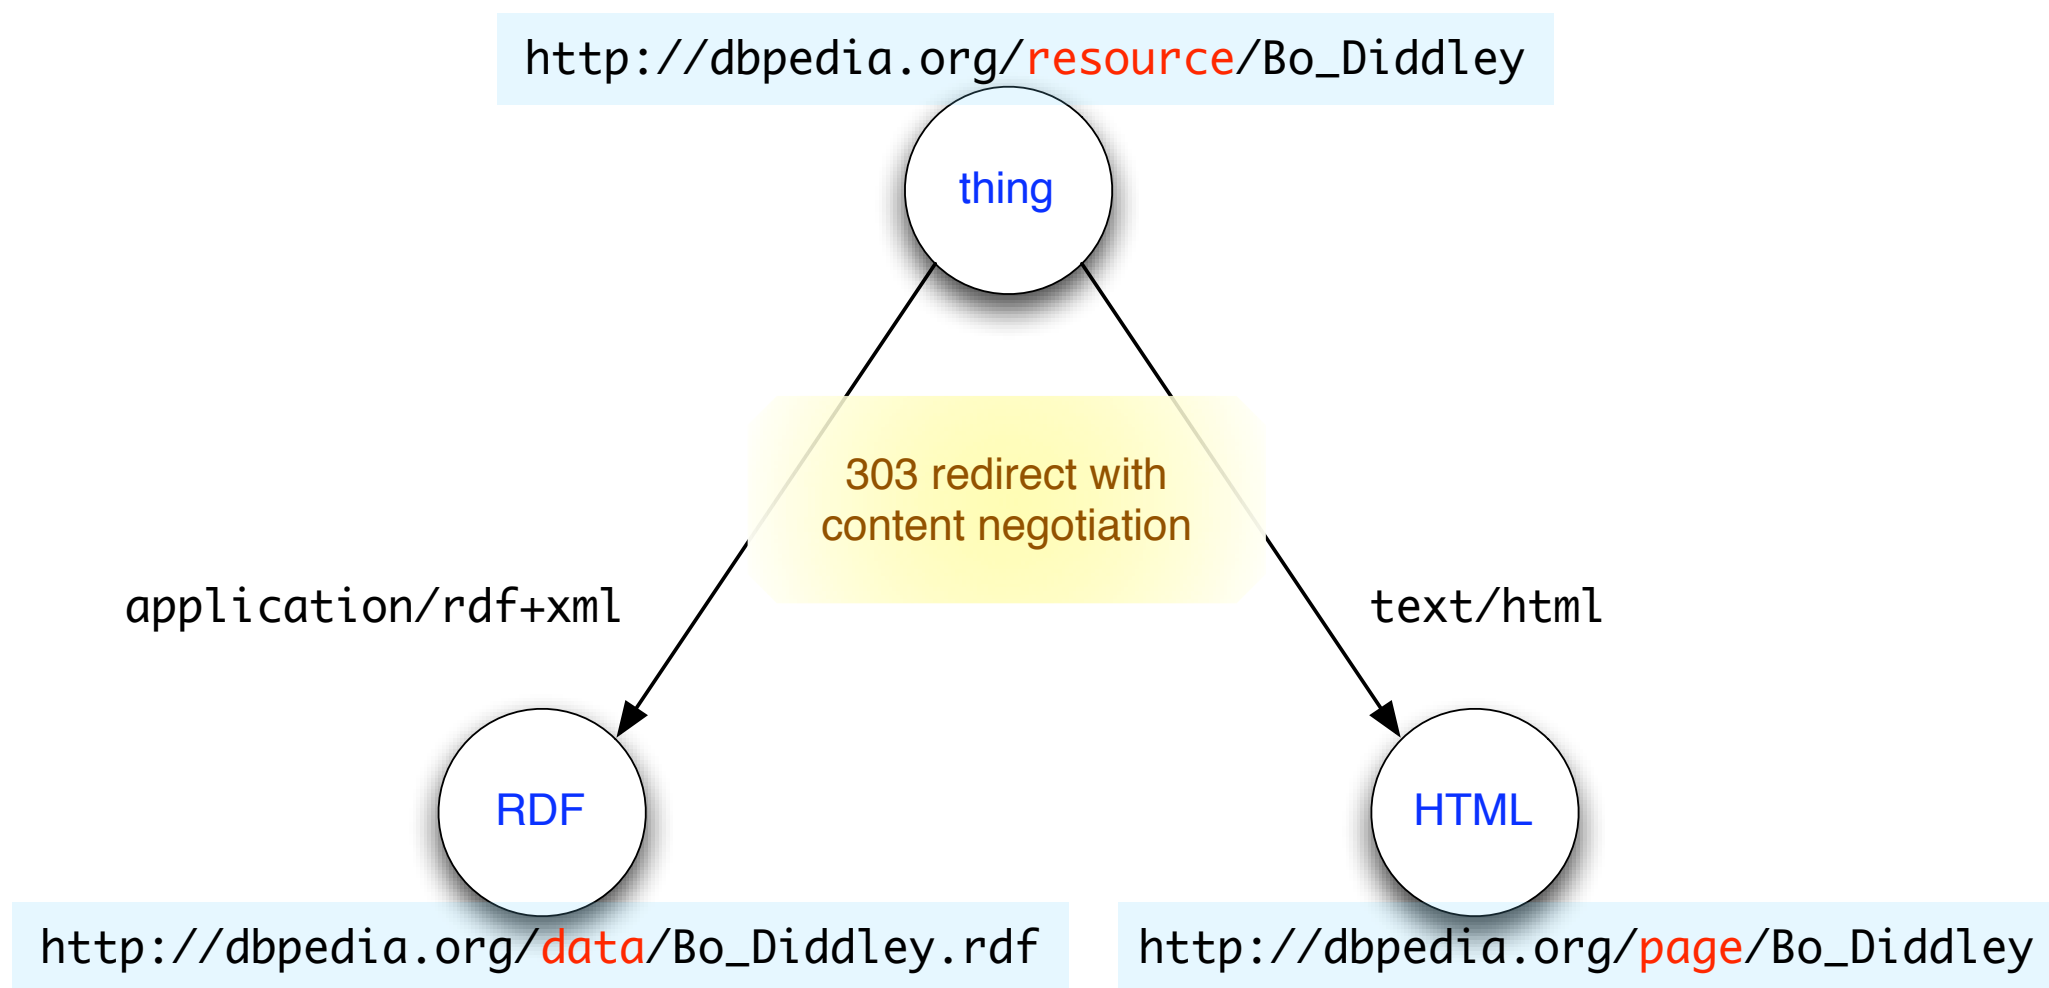 http://dbpedia.org/resource/Bo_Diddley
thing
303 redirect with
content negotiation
application/rdf+xml
text/html
RDF
HTML
http://dbpedia.org/data/Bo_Diddley.rdf
http://dbpedia.org/page/Bo_Diddley